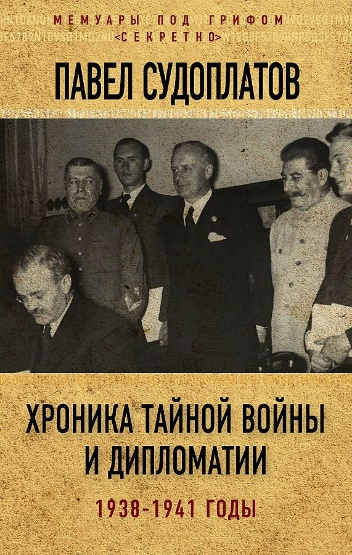 МЕМУАРЫ ПОД ГРИФОМ
<СЕКРЕТНО>
ПАВЕЛ СУДОПЛАТОВ
ХРОНИКА ТАЙНОЙ ВОЙНЫ
И ДИПЛОМАТИИ
1938-1941 ГОДЫ